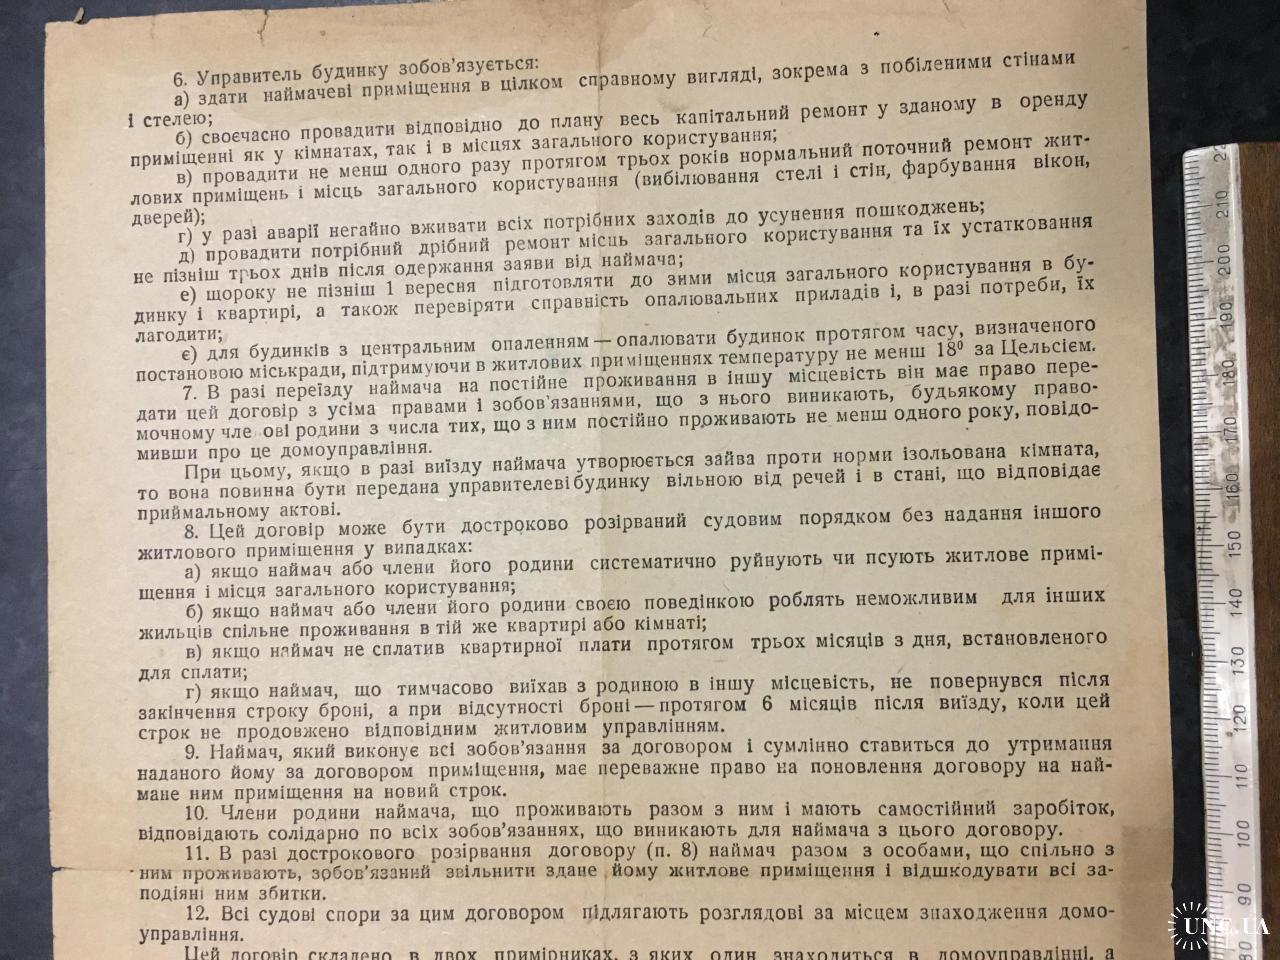 6. Управитель будинку зобов'язується:
а) здати наймачеві приміщення в цілком справному вигляді, зокрема з побіленими стінами
і стелею;
б) своєчасно провадити відповідно до плану весь капітальний ремонт у зданому в оренду
приміщенні як у кімнатах, так і в місцях загального користування;
в) провадити не менш одного разу протягом трьох років нормальний поточний ремонт жит-
лових приміщень і місць загального користування (вибілювання стелі і стін, фарбування вікон,
дверей);
г) у разі аварії негайно вживати всіх потрібних заходів до усунення пошкоджень;
д) провадити потрібний дрібний ремонт місць загального користування та їх устатковання
не пізніш трьох днів після одержання заяви від наймача;
е) щороку не пізніш 1 вересня підготовляти до зими місця загального користування в бу-
динку і квартирі, а також перевіряти справність опалювальних приладів і, в разі потреби, їх
лагодити;
є) для будинків з центральним опаленням — опалювати будинок протягом часу, визначеного
постановою міськради, підтримуючи в житлових приміщеннях температуру не менш 18° за Цельсієм.
7. В разі переїзду наймача на постійне проживання в іншу місцевість він має право пере-
дати цей договір з усіма правами і зобов'язаннями, що з нього виникають, будьякому право-
мочному чле ові родини з числа тих, що з ним постійно проживають не менш одного року, повідо-
мивши про це домоуправління.
При цьому, якщо в разі виїзду наймача утворюється зайва проти норми ізольована кімната,
то вона повинна бути передана управителеві будинку вільною від речей і в стані, що відповідає
приймальному актові.
8. Цей договір може бути достроково розірваний судовим порядком без надання іншого
житлового приміщення у випадках:
а) якщо наймач або члени його родини систематично руйнують чи псують житлове примі-
щення і місця загального користування;
б) якщо наймач або члени його родини своєю поведінкою роблять неможливим для інших
жильців спільне проживання в тій же квартирі або кімнаті;
в) якщо наймач не сплатив квартирної плати протягом трьох місяців з дня, встановленого
для сплати;
г) якщо наймач, що тимчасово виїхав з родиною в іншу місцевість, не повернувся після
закінчення строку броні, а при відсутності броні — протягом 6 місяців після виїзду, коли цей
строк не продовжено відповідним житловим управлінням.
9. Наймач, який виконує всі зобов'язання за договором і сумлінно ставиться до утримання
наданого йому за договором приміщення, має переважне право на поновлення договору на най-
мане ним приміщення на новий строк.
10. Члени родини наймача, що проживають разом з ним і мають самостійний заробіток,
відповідають солідарно по всіх зобов'язаннях, що виникають для наймача з цього договору.
11. В разі дострокового розірвання договору (п. 8) наймач разом з особами, що спільно з
ним проживають, зобов'язаний звільнити здане йому житлове приміщення і відшкодувати всі за-
подіяні ним збитки.
12. Всі судові спори за цим договором підлягають розглядові за місцем знаходження домо-
управління.
Цей договір складено в двох примірниках, з яких один знаходиться в домоуправлінні, а
210
200
190
180
170
160
150
140
130
120
110
100
90
80
UNC.UA